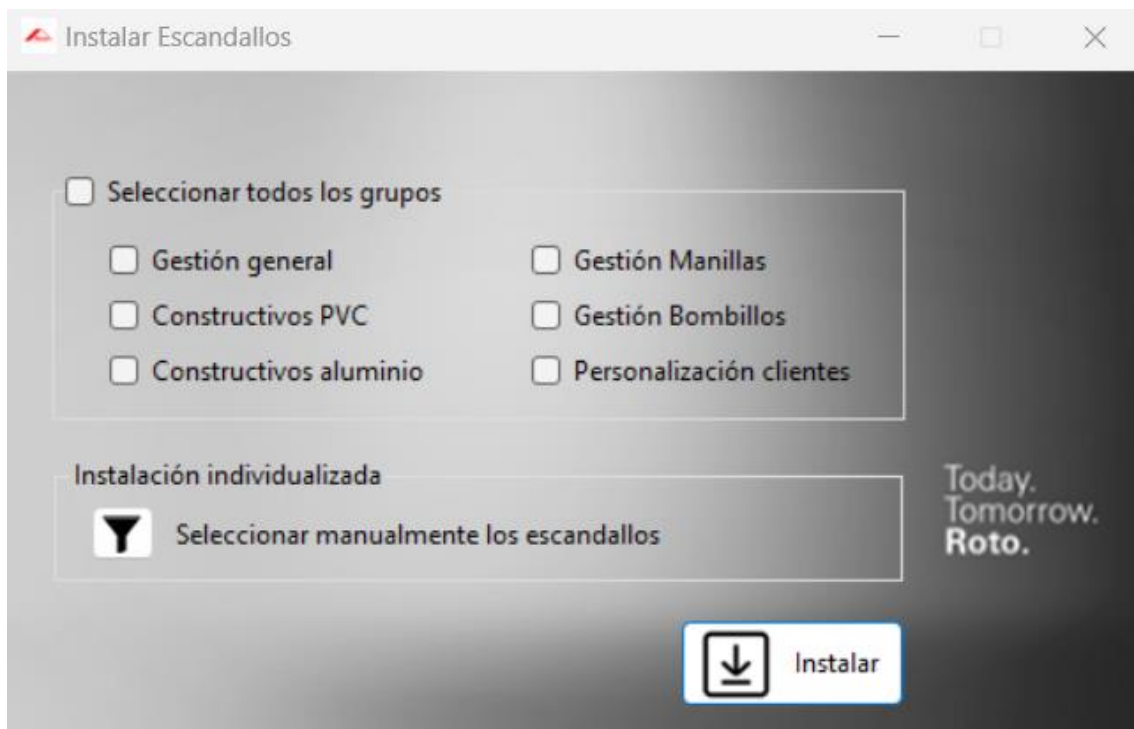 Instalar Escandallos
Seleccionar todos los grupos
Gestión general
Gestión Manillas
Constructivos PVC
Gestión Bombillos
Constructivos aluminio
Personalización clientes
Instalación individualizada
Seleccionar manualmente los escandallos
Today.
Tomorrow.
Roto.
Instalar